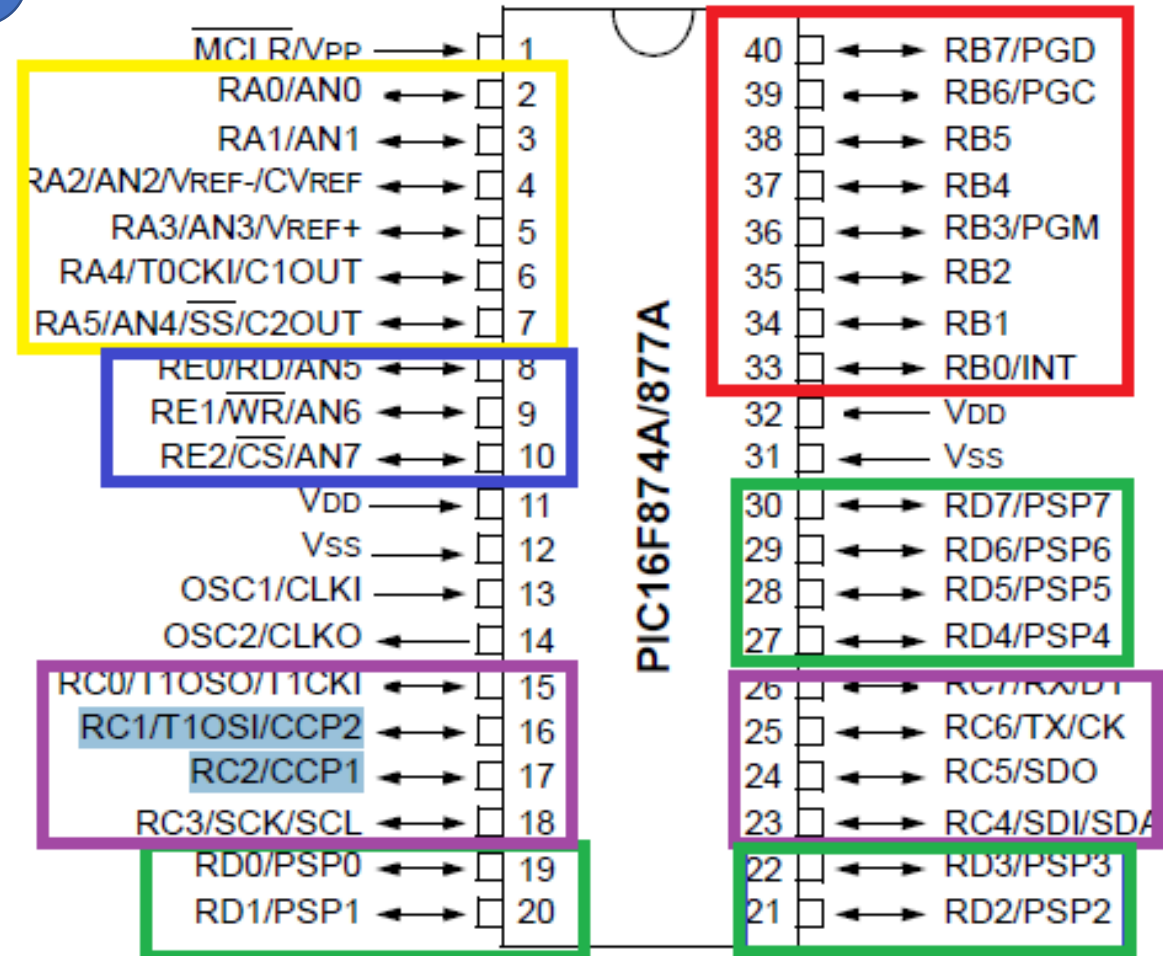 MCLR/VPP 1
RA0/AN0 2
RA1/AN1 3
RA2/AN2/VREF-/CVREF 4
RA3/AN3/VREF+ 5
RA4/T0CKI/C1OUT 6
RA5/AN4/SS/C2OUT 7
RE0/RD/AN5 8
RE1/WR/AN6 9
RE2/CS/AN7 10
VDD 11
VSS 12
OSC1/CLKI 13
OSC2/CLKO 14
RC0/T1OSO/T1CKI 15
RC1/T1OSI/CCP2 16
RC2/CCP1 17
RC3/SCK/SCL 18
RD0/PSP0 19
RD1/PSP1 20
PIC16F874A/877A
40 RB7/PGD
39 RB6/PGC
38 RB5
37 RB4
36 RB3/PGM
35 RB2
34 RB1
33 RB0/INT
32 VDD
31 VSS
30 RD7/PSP7
29 RD6/PSP6
28 RD5/PSP5
27 RD4/PSP4
26 RC7/RX/DT
25 RC6/TX/CK
24 RC5/SDO
23 RC4/SDI/SDA
22 RD3/PSP3
21 RD2/PSP2